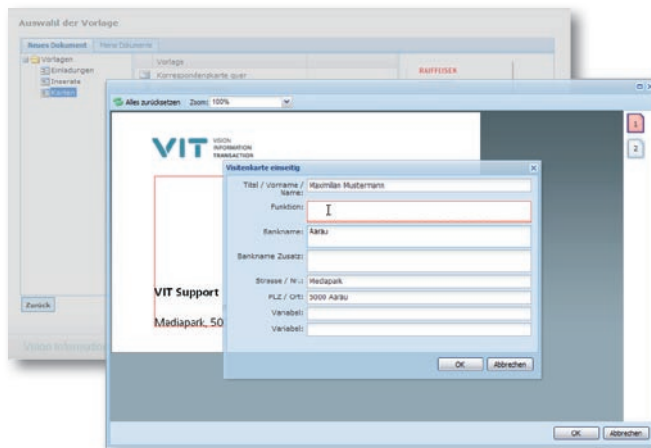 Auswahl der Vorlage
Neues Dokument
Meine Dokumente
Vorlagen
Einladungen
Inserate
Karten
Vorlage
Korrespondenzkarte quer
RAIFFEISEN
Alles zurücksetzen Zoom: 100%
1
2
VIT VISION
INFORMATION
TRANSACTION
Visitenkarte einseitig
Titel / Vorname /
Name: Maximilian Mustermann
Funktion:
Bankname: Aarau
Bankname Zusatz:
Strasse / Nr.: Mediapark
PLZ / Ort: 5000 Aarau
Variabel:
Variabel:
VIT Support
Mediapark, 50
OK Abbrechen
Zurück
Vision Information
OK Abbrechen